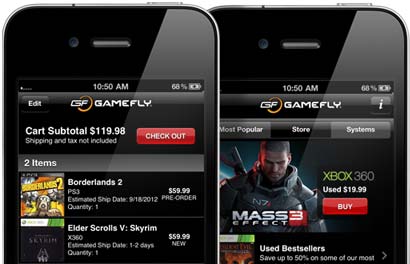 10:50 AM
68%
Edit
GF GAMEFLY.
Cart Subtotal $119.98
Shipping and tax not included
CHECK OUT
2 Items
BORDERLANDS 2
Borderlands 2
PS3
Estimated Ship Date: 9/18/2012
Quantity: 1
$59.99
PRE-ORDER
SKYRIM
Elder Scrolls V: Skyrim
X360
Estimated Ship Date: 1-2 days
Quantity: 1
$59.99
NEW
10:50 AM
68%
GF GAMEFLY.
i
Most Popular
Store
Systems
MASS EFFECT 3
XBOX 360
Used $19.99
BUY
Used Bestsellers
Save up to 50% on some of our most